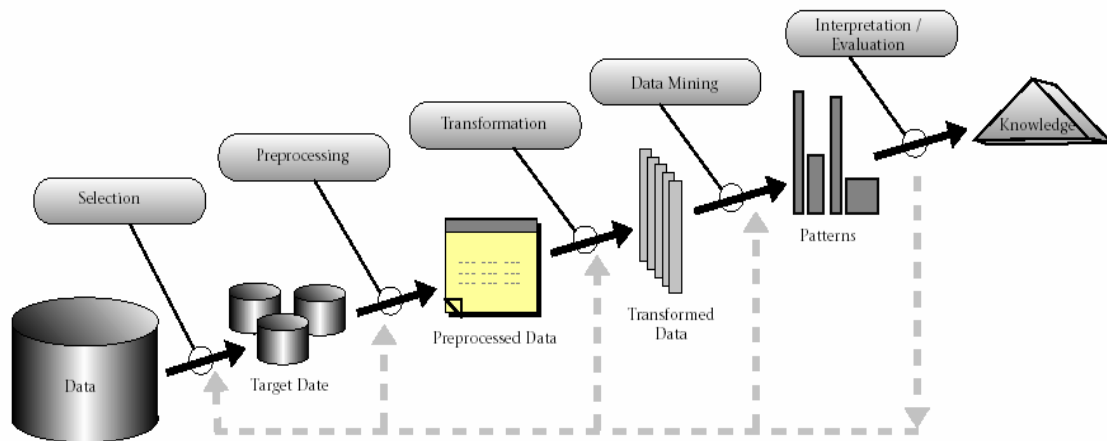 Interpretation /
Evaluation
Data Mining
Transformation
Preprocessing
Selection
Knowledge
Patterns
Transformed
Data
Preprocessed Data
Target Date
Data